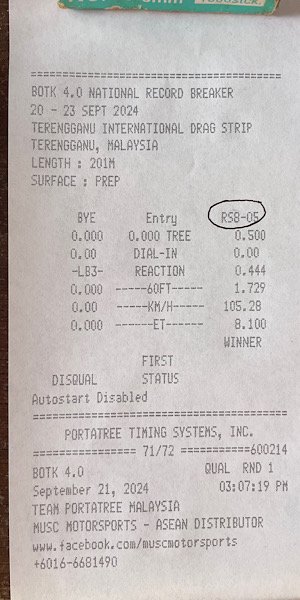 ==================================
BOTK 4.0 NATIONAL RECORD BREAKER
20 - 23 SEPT 2024
TERENGGANU INTERNATIONAL DRAG STRIP
TERENGGANU, MALAYSIA
LENGTH : 201M
SURFACE : PREP
BYE Entry RS8-05
0.000 0.000 TREE 0.500
0.00 DIAL-IN 0.00
-LB3- REACTION 0.444
0.000 -----60FT----- 1.729
0.00 -----KM/H----- 105.28
0.000 ------ET------ 8.100
WINNER
FIRST
DISQUAL STATUS
Autostart Disabled
==================================
PORTATREE TIMING SYSTEMS, INC.
============== 71/72 ===========600214
BOTK 4.0 QUAL RND 1
September 21, 2024 03:07:19 PM
TEAM PORTATREE MALAYSIA
MUSC MOTORSPORTS - ASEAN DISTRIBUTOR
www.facebook.com/muscmotorsports
+6016-6681490